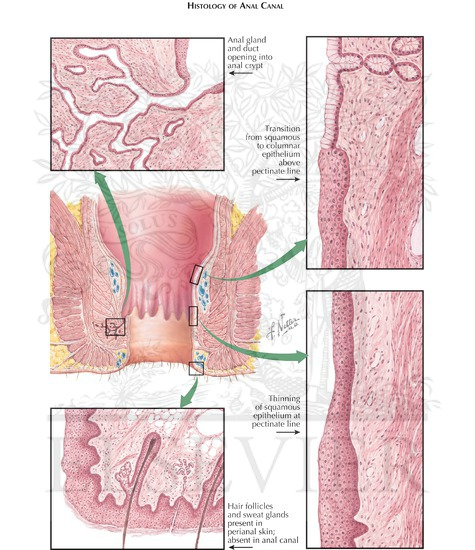 HISTOLOGY OF ANAL CANAL
Anal gland
and duct
opening into
anal crypt
Transition
from squamous
to columnar
epithelium
above
pectinate line
Thinning
of squamous
epithelium at
pectinate line
Hair follicles
and sweat glands
present in
perianal skin;
absent in anal canal
F. Netter
M.D.
ELSEVIER